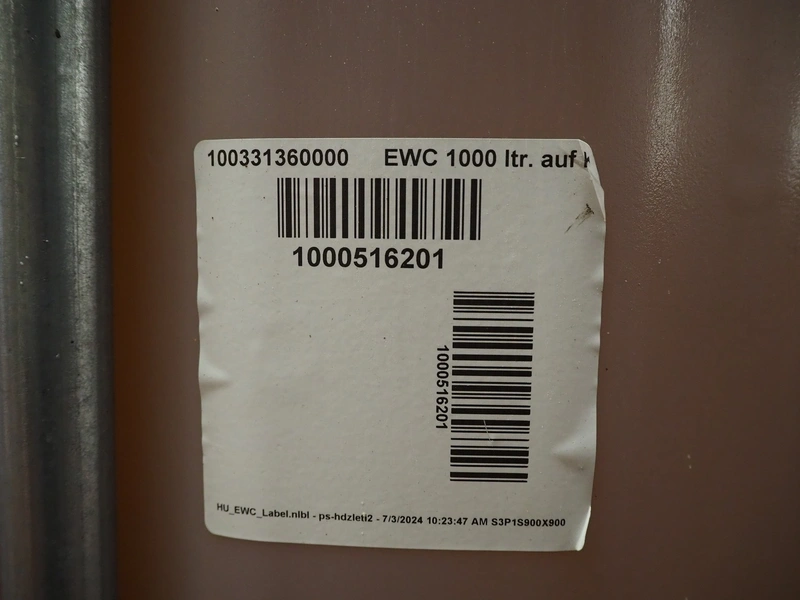 100331360000 EWC 1000 ltr. auf
1000516201
1000516201
HU_EWC_Label.nlbl - ps-hdzleti2 - 7/3/2024 10:23:47 AM S3P1S900X900